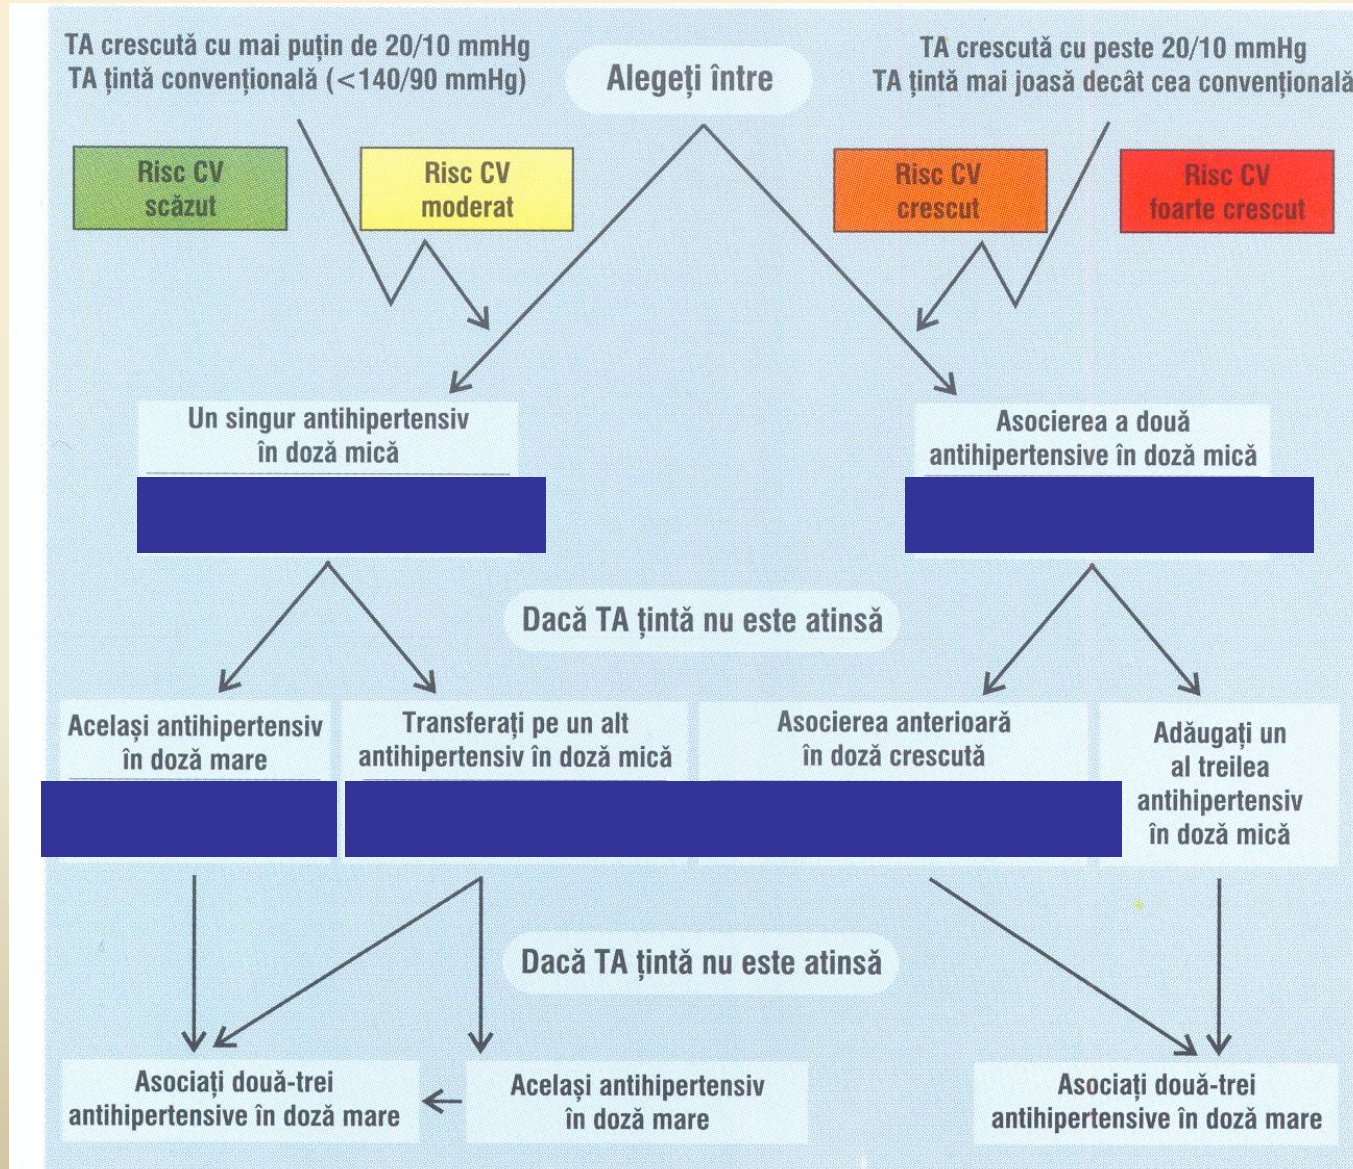 TA crescută cu mai puțin de 20/10 mmHg
TA țintă convențională (<140/90 mmHg)
Alegeți între
TA crescută cu peste 20/10 mmHg
TA țintă mai joasă decât cea convențională
Risc CV
scăzut
Risc CV
moderat
Risc CV
crescut
Risc CV
foarte crescut
Un singur antihipertensiv
în doză mică
Asocierea a două
antihipertensive în doză mică
Dacă TA țintă nu este atinsă
Același antihipertensiv
în doză mare
Transferați pe un alt
antihipertensiv în doză mică
Asocierea anterioară
în doză crescută
Adăugați un
al treilea
antihipertensiv
în doză mică
Dacă TA țintă nu este atinsă
Asociați două-trei
antihipertensive în doză mare
Același antihipertensiv
în doză mare
Asociați două-trei
antihipertensive în doză mare